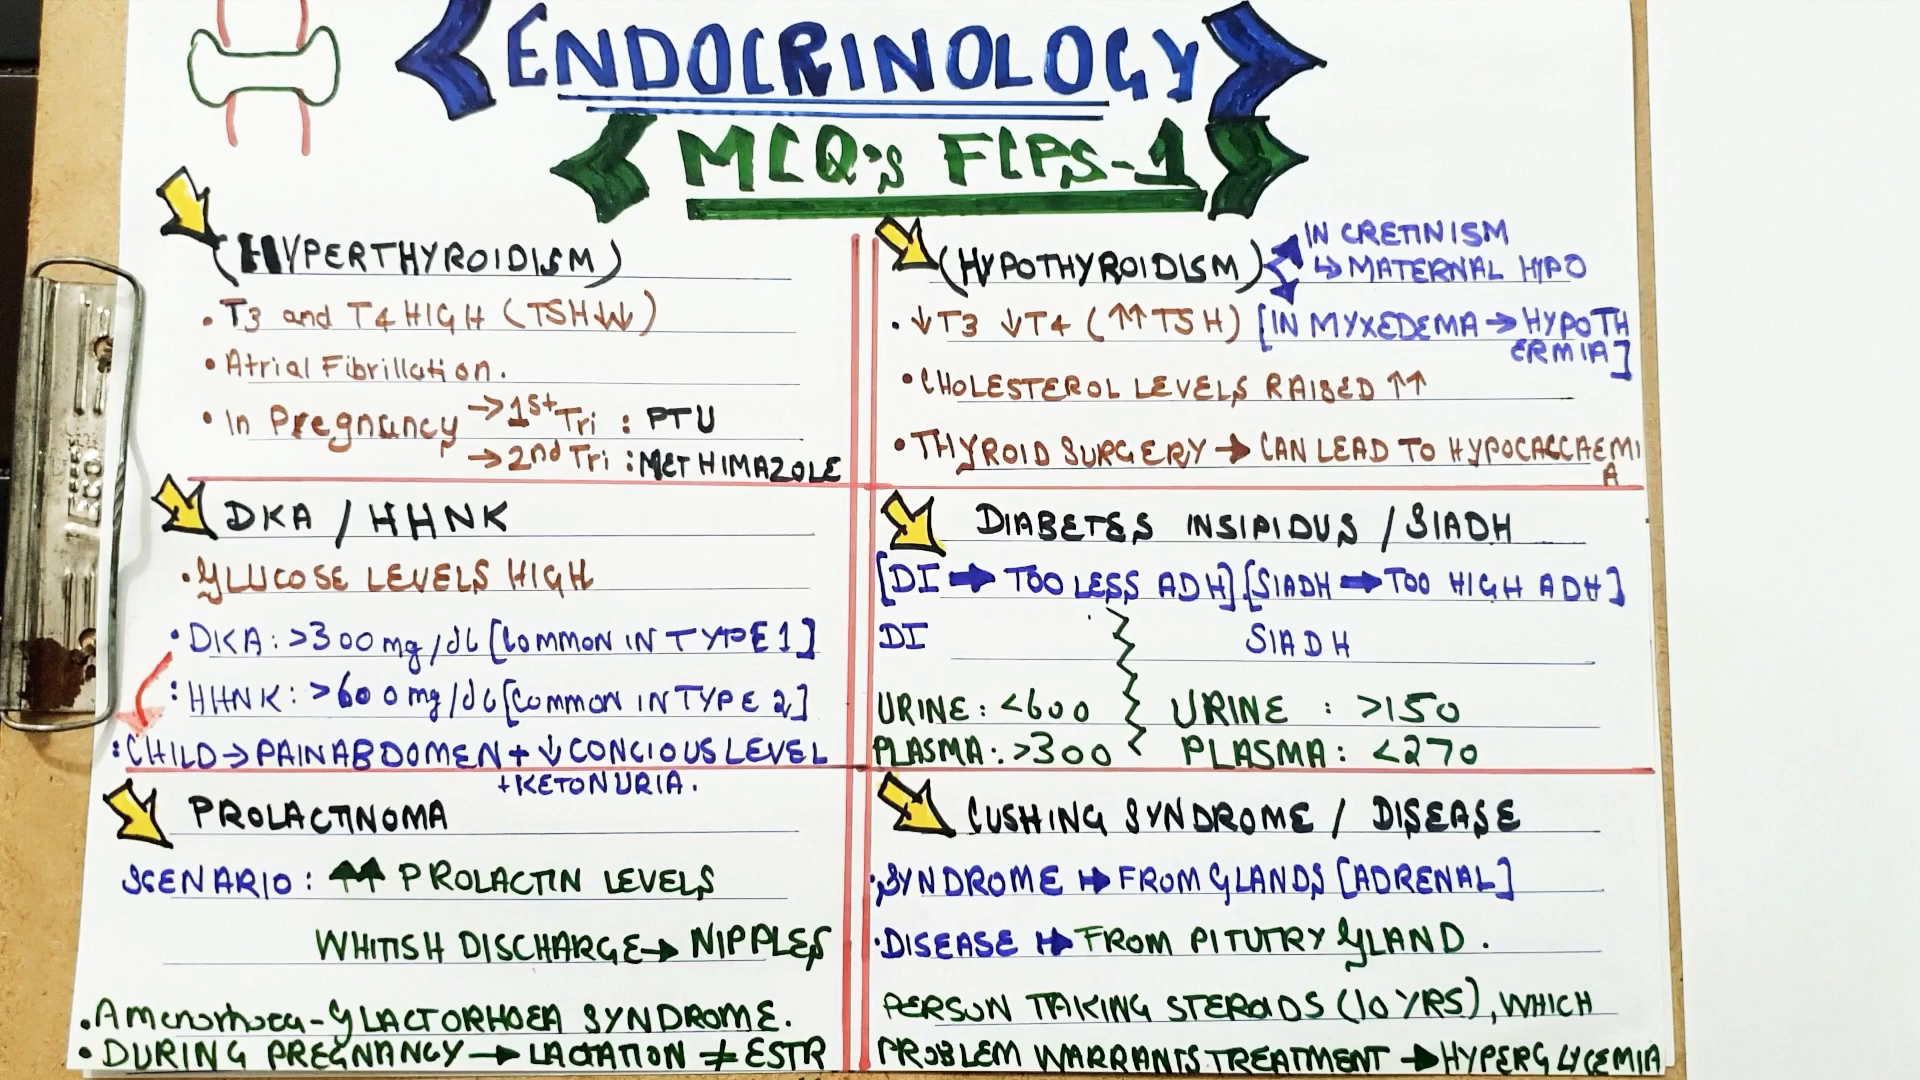 ENDOCRINOLOGY
MCQ's FCPS-1
(HYPERTHYROIDISM)
• T3 and T4 HIGH (TSH↓↓)
• Atrial Fibrillation.
• In Pregnancy → 1st Tri : PTU
→ 2nd Tri : METHIMAZOLE
(HYPOTHYROIDISM)
IN CRETINISM
↳ MATERNAL HYPO
• ↓T3 ↓T4 (↑↑TSH) [IN MYXEDEMA → HYPOTH
ERMIA]
• CHOLESTEROL LEVELS RAISED ↑↑
• THYROID SURGERY → CAN LEAD TO HYPOCACCAEMI
A
DKA / HHNK
• GLUCOSE LEVELS HIGH
• DKA: >300 mg/dL [COMMON IN TYPE 1]
: HHNK: >600 mg/dL [COMMON IN TYPE 2]
: CHILD → PAIN ABDOMEN + ↓ CONCIOUS LEVEL
+ KETONURIA.
DIABETES INSIPIDUS / SIADH
[DI → TOO LESS ADH] [SIADH → TOO HIGH ADH]
DI SIADH
URINE: <600 URINE : >150
PLASMA: >300 PLASMA: <270
PROLACTINOMA
SCENARIO: ↑↑ PROLACTIN LEVELS
WHITISH DISCHARGE → NIPPLES
• Amenorhoea - GLACTORHOEA SYNDROME.
• DURING PREGNANCY → LACTATION ≠ ESTR
CUSHING SYNDROME / DISEASE
• SYNDROME → FROM GLANDS [ADRENAL]
• DISEASE → FROM PITUTRY GLAND.
PERSON TAKING STEROIDS (10 YRS), WHICH
PROBLEM WARRANTS TREATMENT → HYPERGLYCEMIA